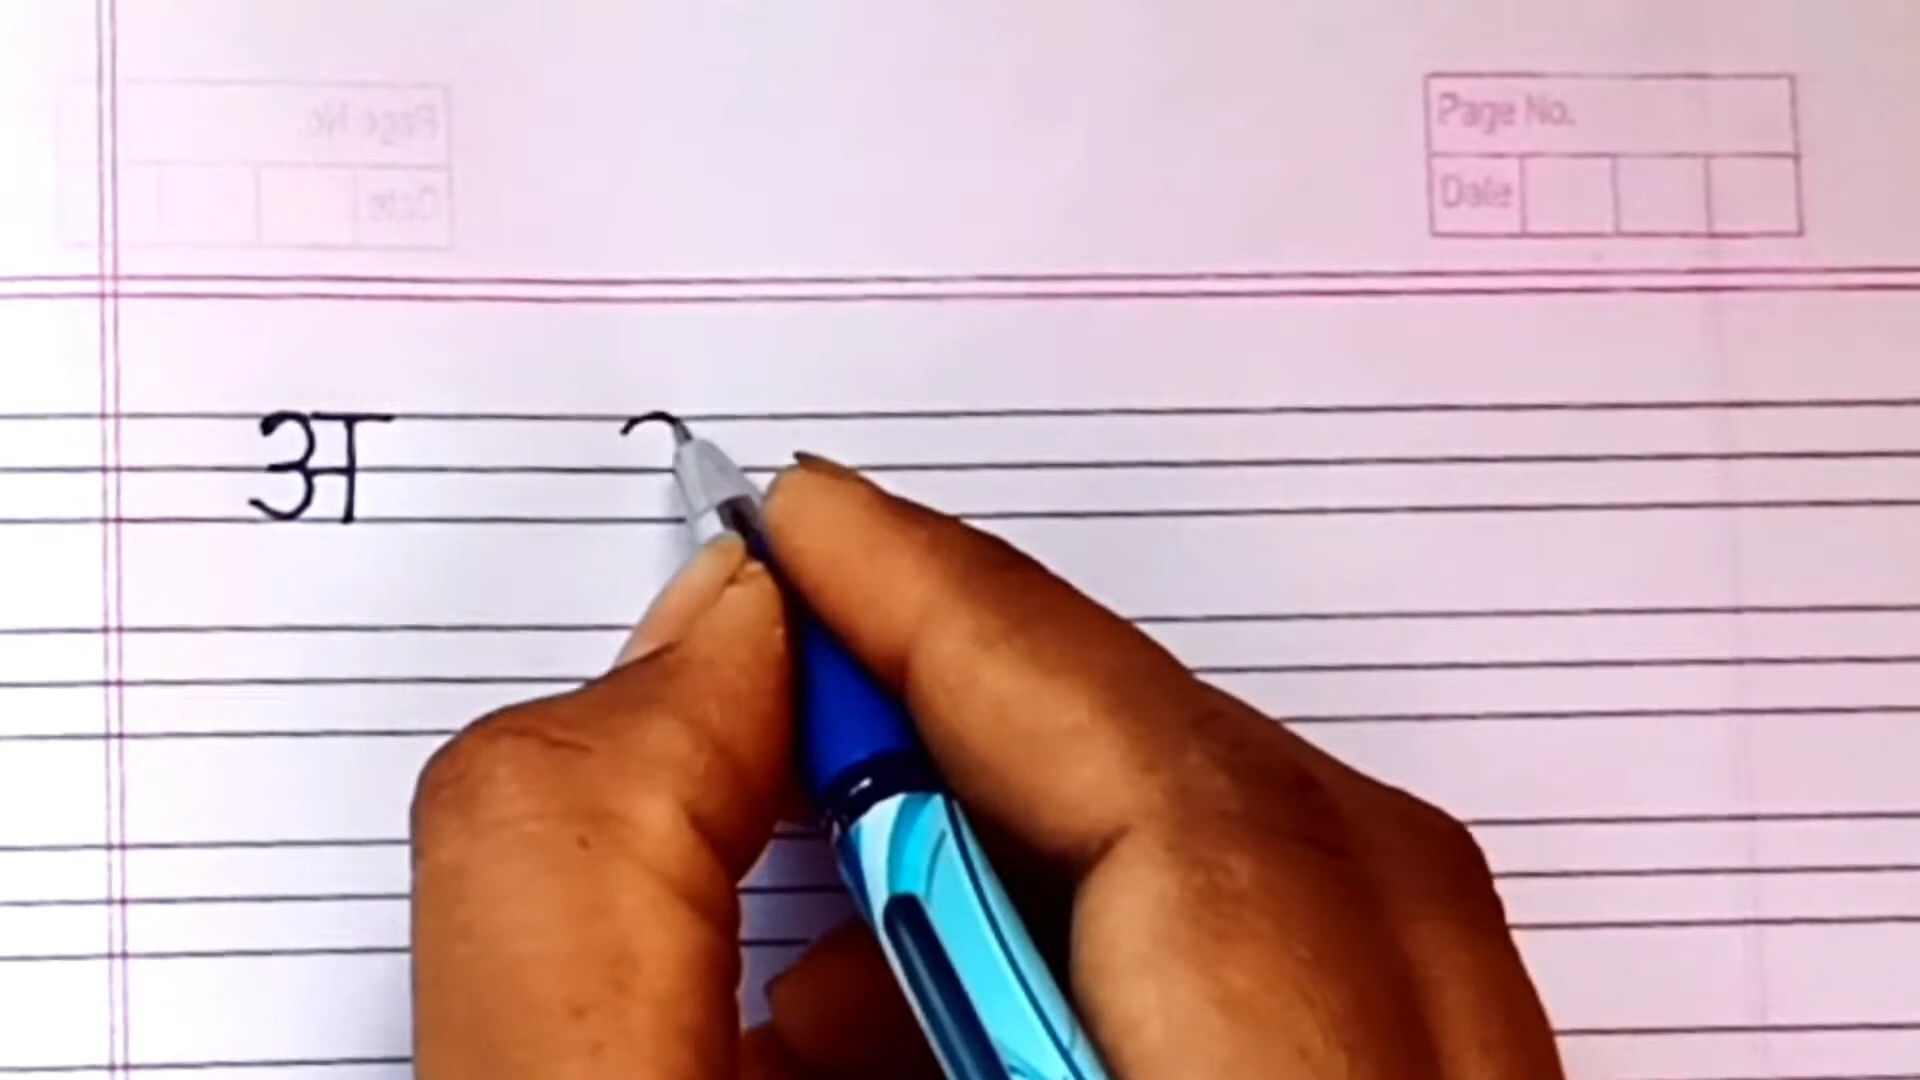 Page No.
Date
अ